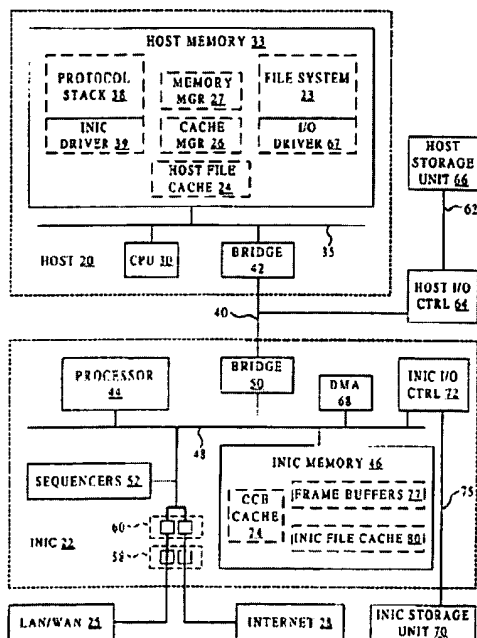 HOST MEMORY 33
PROTOCOL
STACK 38
MEMORY
MGR 27
FILE SYSTEM
23
INIC
DRIVER 39
CACHE
MGR 26
I/O
DRIVER 67
HOST FILE
CACHE 24
HOST
STORAGE
UNIT 66
62
35
HOST 20
CPU 30
BRIDGE
42
HOST I/O
CTRL 64
40
PROCESSOR
44
BRIDGE
50
DMA
68
INIC I/O
CTRL 72
48
INIC MEMORY 46
SEQUENCERS 52
CCB
CACHE
74
FRAME BUFFERS 77
INIC FILE CACHE 80
75
60
58
INIC 22
LAN/WAN 25
INTERNET 28
INIC STORAGE
UNIT 70